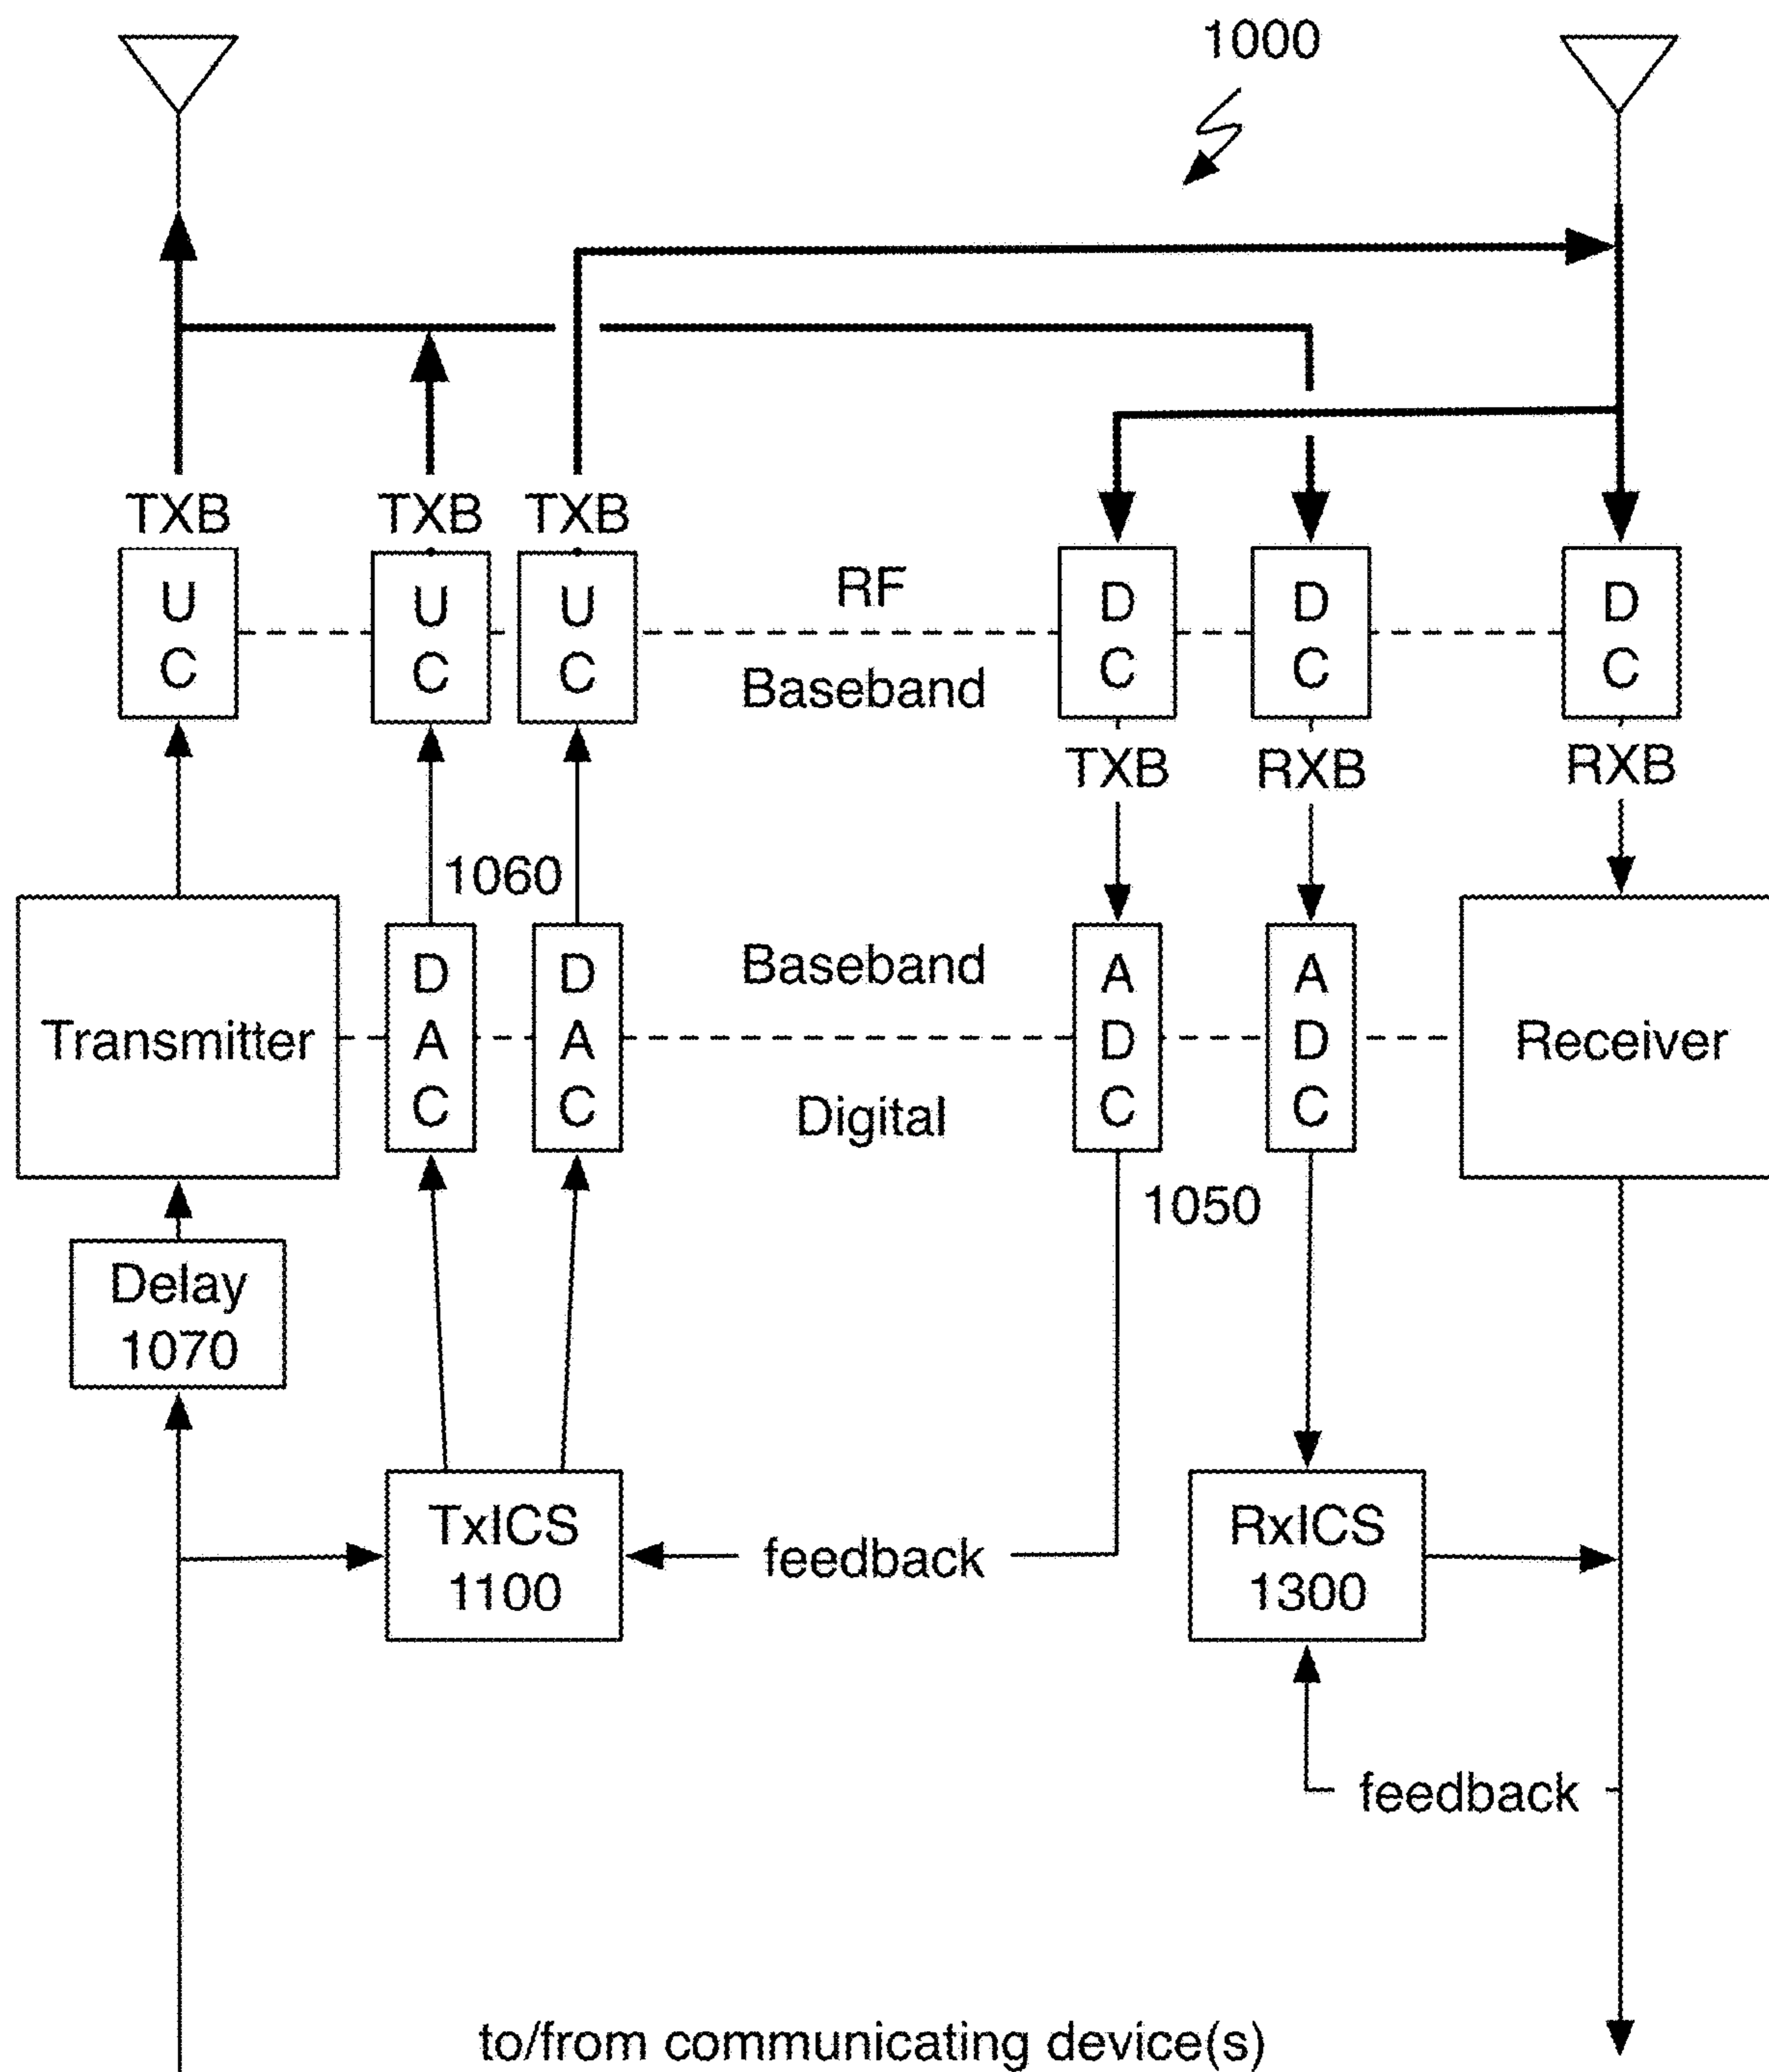 1000
TXB TXB TXB
U C U C U C RF D C D C D C
Baseband
TXB RXB RXB
1060
Transmitter D A C D A C Baseband A D C A D C Receiver
Digital
1050
Delay
1070
TxICS
1100
feedback
RxICS
1300
feedback
to/from communicating device(s)